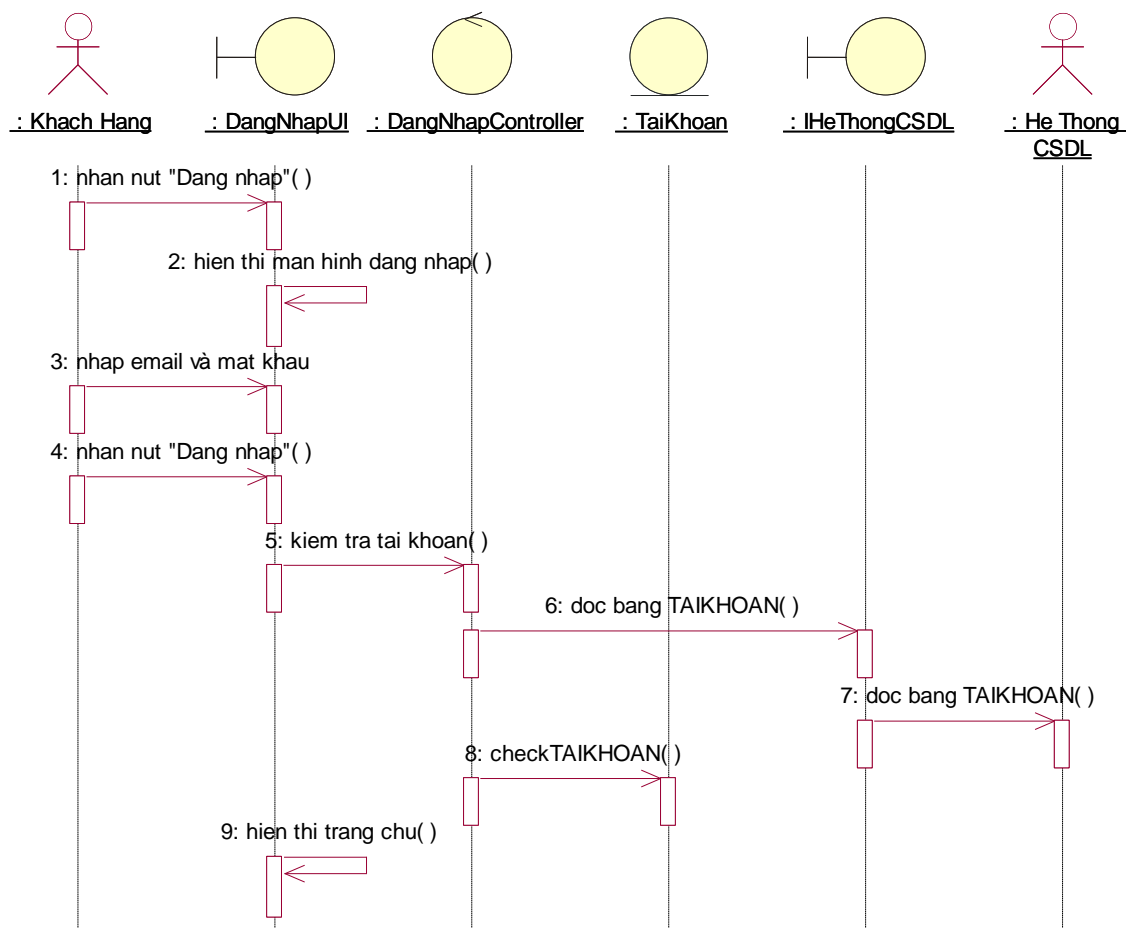 : Khach Hang
: DangNhapUI
: DangNhapController
: TaiKhoan
: IHeThongCSDL
: He Thong
CSDL
1: nhan nut "Dang nhap"( )
2: hien thi man hinh dang nhap( )
3: nhap email và mat khau
4: nhan nut "Dang nhap"( )
5: kiem tra tai khoan( )
6: doc bang TAIKHOAN( )
7: doc bang TAIKHOAN( )
8: checkTAIKHOAN( )
9: hien thi trang chu( )